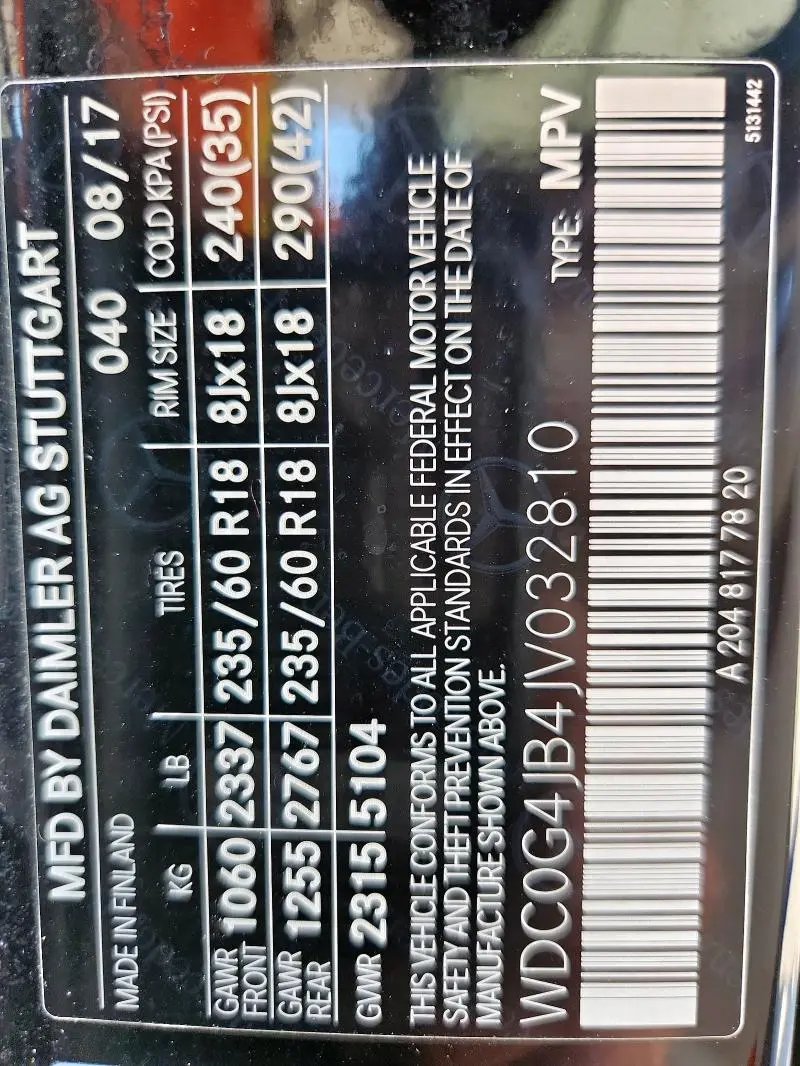 MFD BY DAIMLER AG STUTTGART
MADE IN FINLAND 040 08/17
KG LB TIRES RIM SIZE COLD KPA(PSI)
GAWR FRONT 1060 2337 235/60 R18 8Jx18 240(35)
GAWR REAR 1255 2767 235/60 R18 8Jx18 290(42)
GVWR 2315 5104
THIS VEHICLE CONFORMS TO ALL APPLICABLE FEDERAL MOTOR VEHICLE
SAFETY AND THEFT PREVENTION STANDARDS IN EFFECT ON THE DATE OF
MANUFACTURE SHOWN ABOVE.
WDC0G4JB4JV032810 TYPE: MPV
A 204 817 78 20 5131442